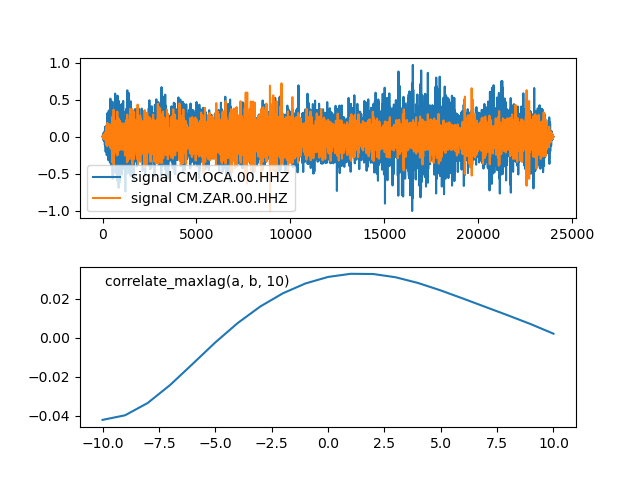 1.0
0.5
0.0
−0.5
−1.0
signal CM.OCA.00.HHZ
signal CM.ZAR.00.HHZ
0 5000 10000 15000 20000 25000
correlate_maxlag(a, b, 10)
0.02
0.00
−0.02
−0.04
−10.0 −7.5 −5.0 −2.5 0.0 2.5 5.0 7.5 10.0